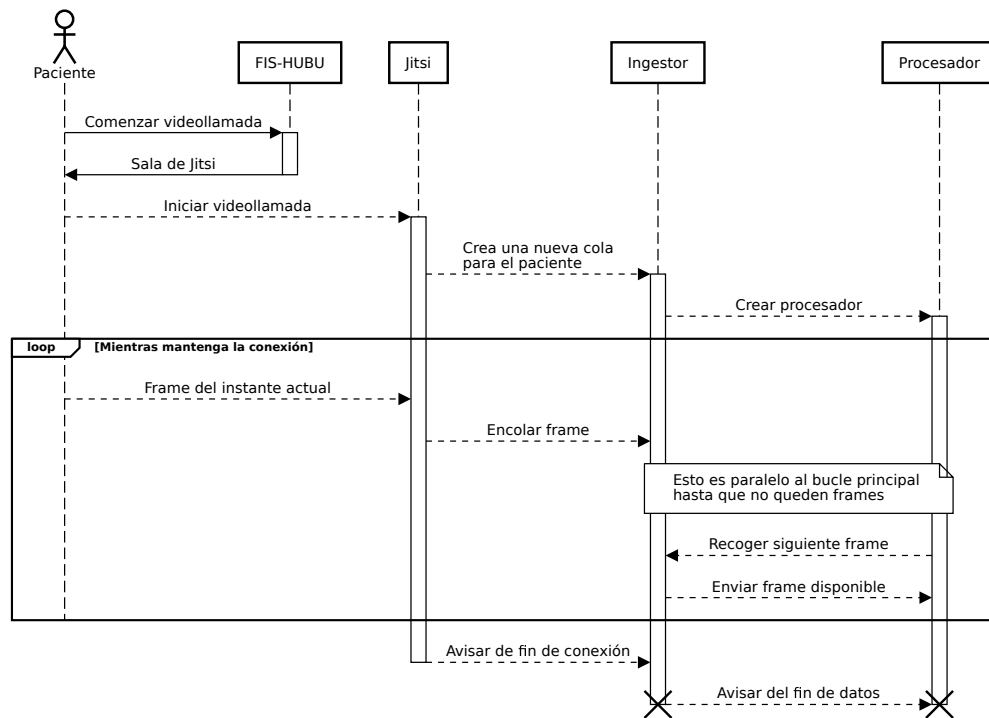 Paciente
FIS-HUBU
Jitsi
Ingestor
Procesador
Comenzar videollamada
Sala de Jitsi
Iniciar videollamada
Crea una nueva cola
para el paciente
Crear procesador
loop
[Mientras mantenga la conexión]
Frame del instante actual
Encolar frame
Esto es paralelo al bucle principal
hasta que no queden frames
Recoger siguiente frame
Enviar frame disponible
Avisar de fin de conexión
Avisar del fin de datos